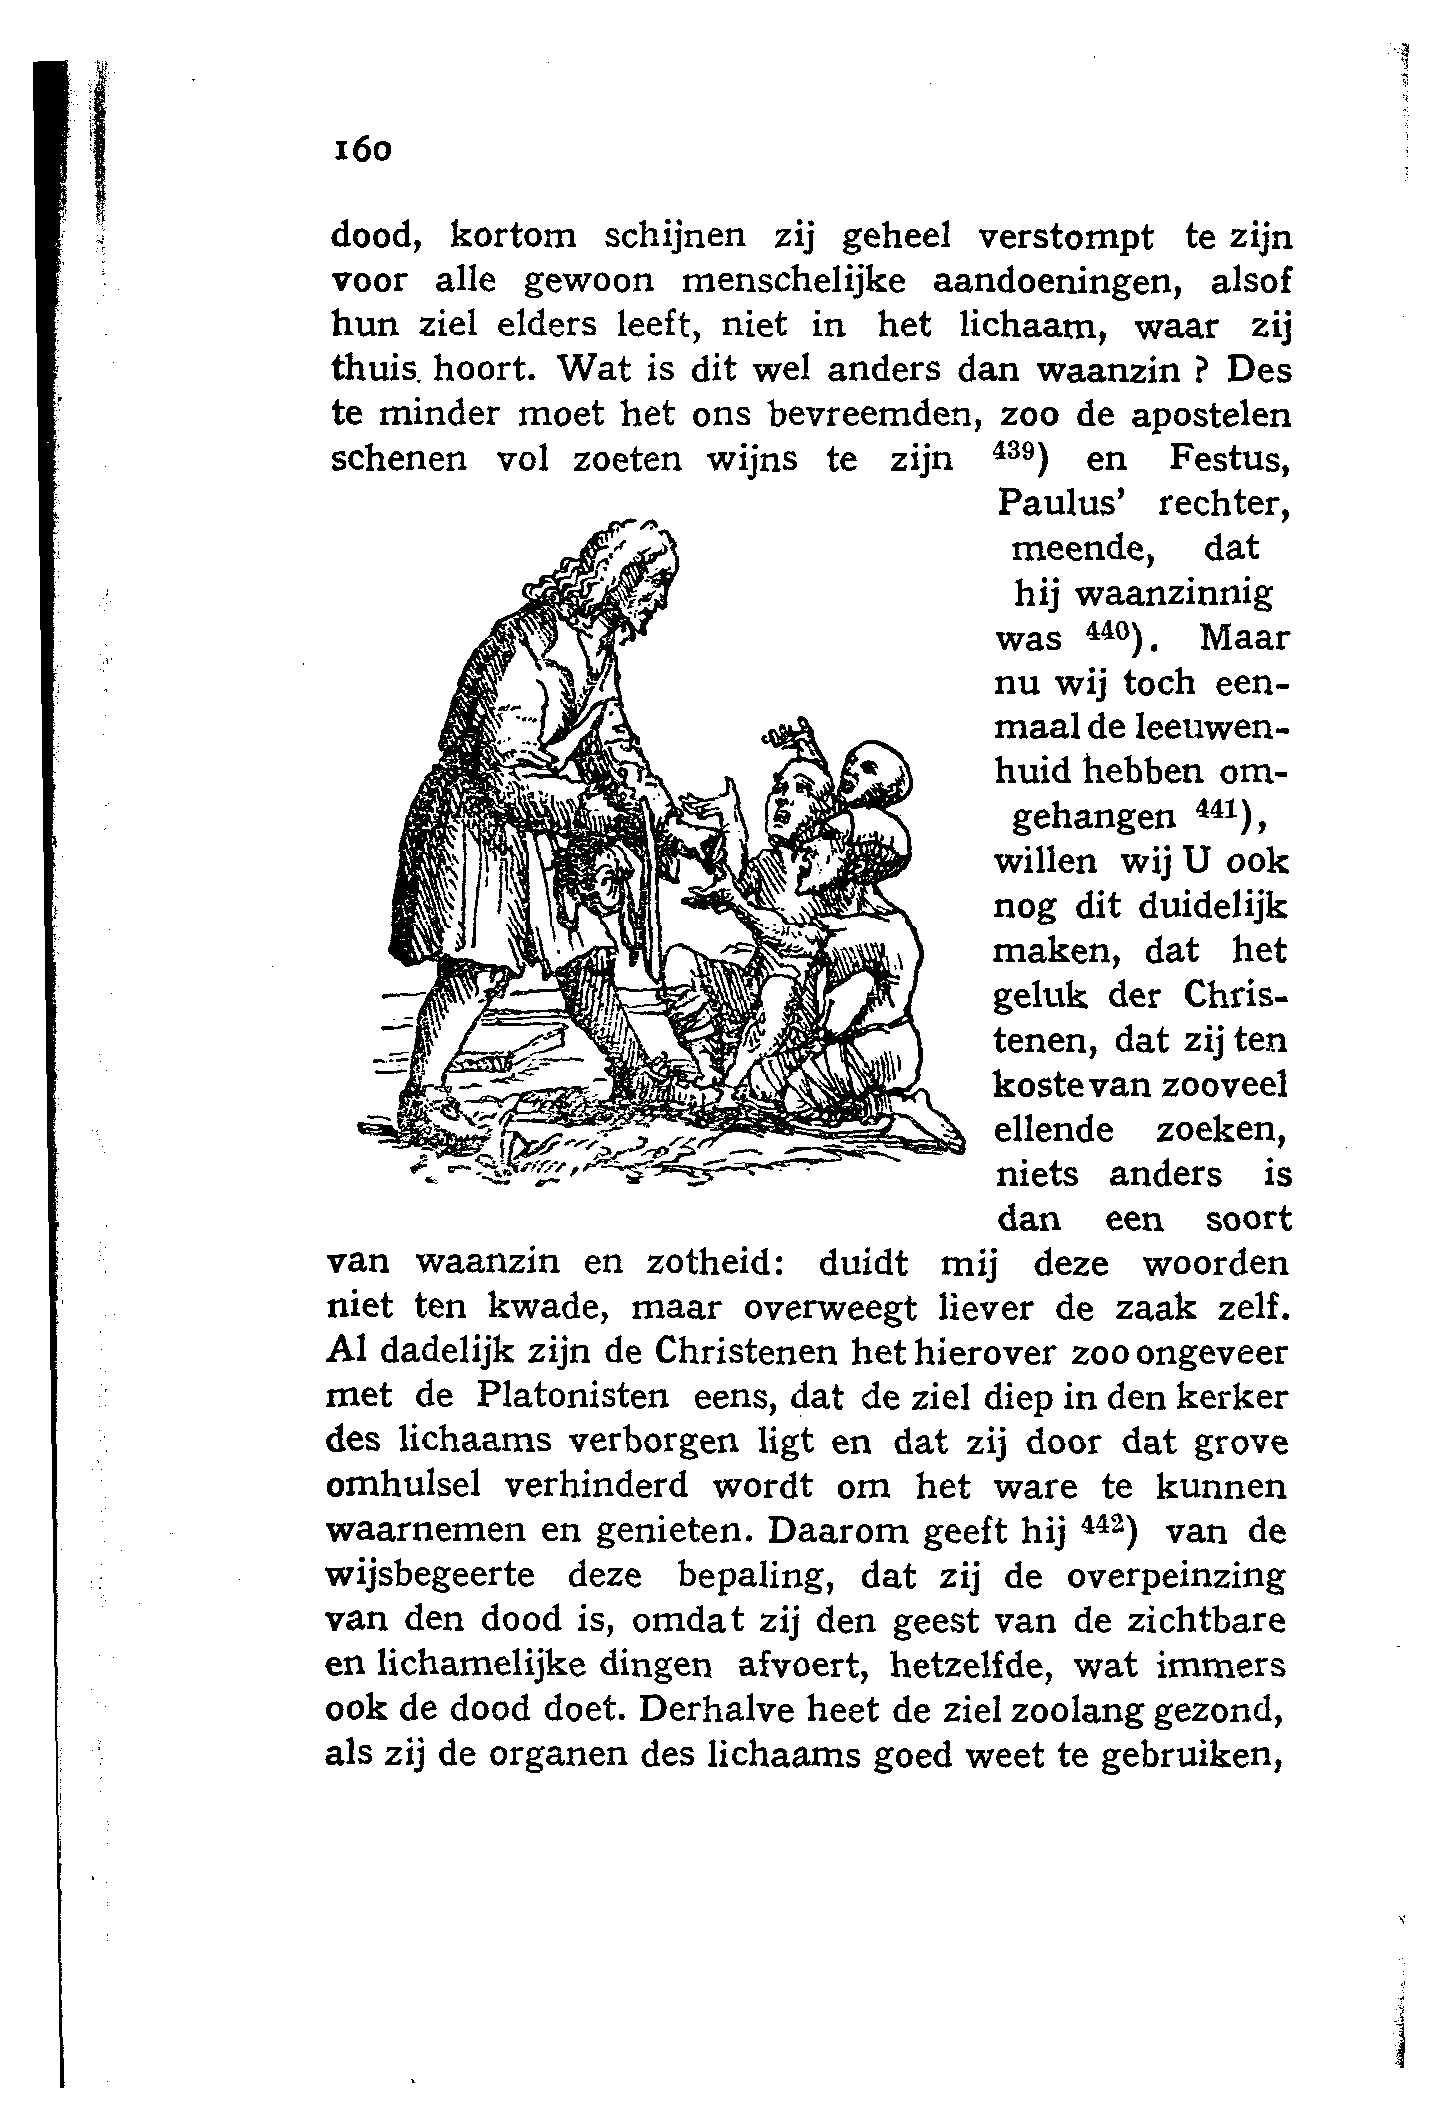 160
dood, kortom schijnen zij geheel verstompt te zijn
voor alle gewoon menschelijke aandoeningen, alsof
hun ziel elders leeft, niet in het lichaam, waar zij
thuis hoort. Wat is dit wel anders dan waanzin ? Des
te minder moet het ons bevreemden, zoo de apostelen
schenen vol zoeten wijns te zijn 439) en Festus,
Paulus' rechter,
meende, dat
hij waanzinnig
was 440). Maar
nu wij toch een-
maal de leeuwen-
huid hebben om-
gehangen 441),
willen wij U ook
nog dit duidelijk
maken, dat het
geluk der Chris-
tenen, dat zij ten
koste van zooveel
ellende zoeken,
niets anders is
dan een soort
van waanzin en zotheid: duidt mij deze woorden
niet ten kwade, maar overweegt liever de zaak zelf.
Al dadelijk zijn de Christenen het hierover zoo ongeveer
met de Platonisten eens, dat de ziel diep in den kerker
des lichaams verborgen ligt en dat zij door dat grove
omhulsel verhinderd wordt om het ware te kunnen
waarnemen en genieten. Daarom geeft hij 442) van de
wijsbegeerte deze bepaling, dat zij de overpeinzing
van den dood is, omdat zij den geest van de zichtbare
en lichamelijke dingen afvoert, hetzelfde, wat immers
ook de dood doet. Derhalve heet de ziel zoolang gezond,
als zij de organen des lichaams goed weet te gebruiken,